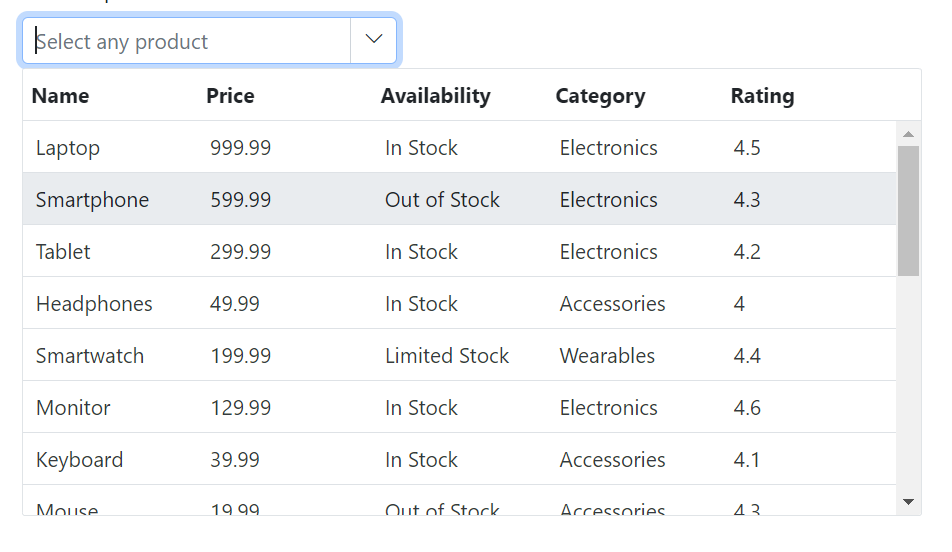 Select any product
Name Price Availability Category Rating
Laptop 999.99 In Stock Electronics 4.5
Smartphone 599.99 Out of Stock Electronics 4.3
Tablet 299.99 In Stock Electronics 4.2
Headphones 49.99 In Stock Accessories 4
Smartwatch 199.99 Limited Stock Wearables 4.4
Monitor 129.99 In Stock Electronics 4.6
Keyboard 39.99 In Stock Accessories 4.1
Mouse 19.99 Out of Stock Accessories 4.3